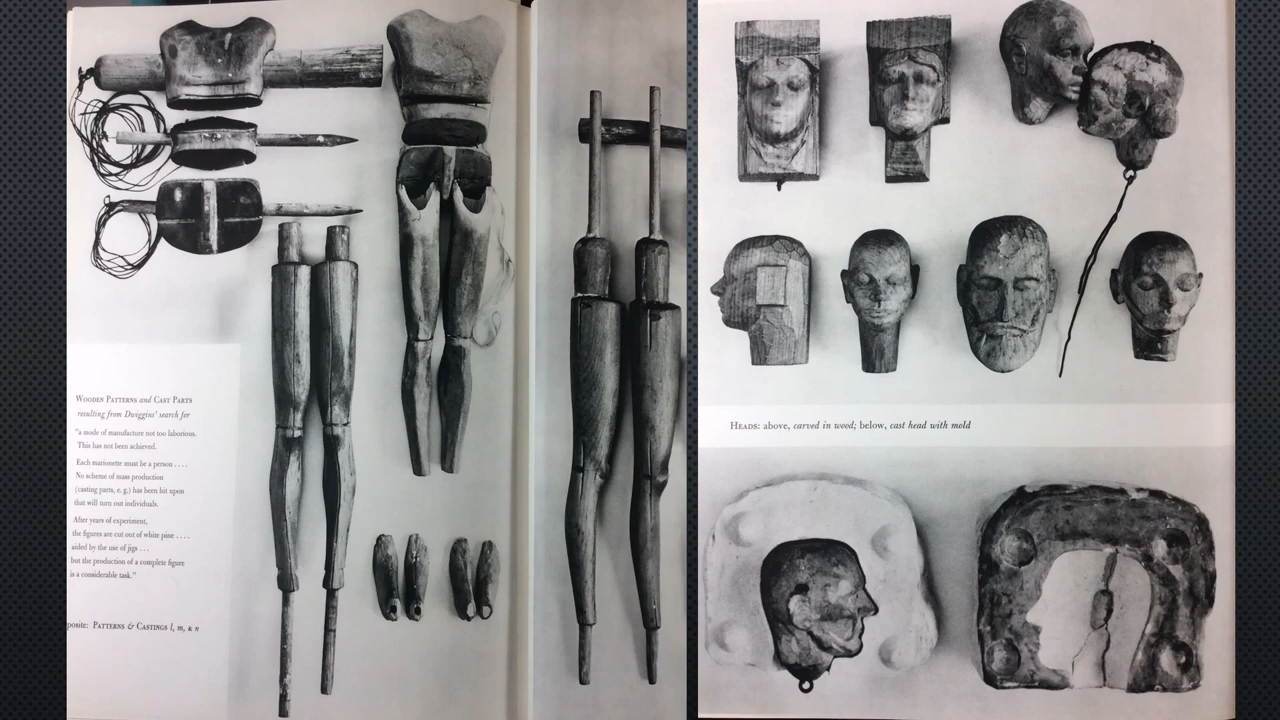 Wooden Patterns and Cast Parts
resulting from Dwiggins' search for
"a mode of manufacture not too laborious.
This has not been achieved.
Each marionette must be a person . . . .
No scheme of mass production
(casting parts, e. g.) has been hit upon
that will turn out individuals.
After years of experiment,
the figures are cut out of white pine . . . .
aided by the use of jigs . . .
but the production of a complete figure
is a considerable task."
posite: Patterns & Castings l, m, & n
Heads: above, carved in wood; below, cast head with mold